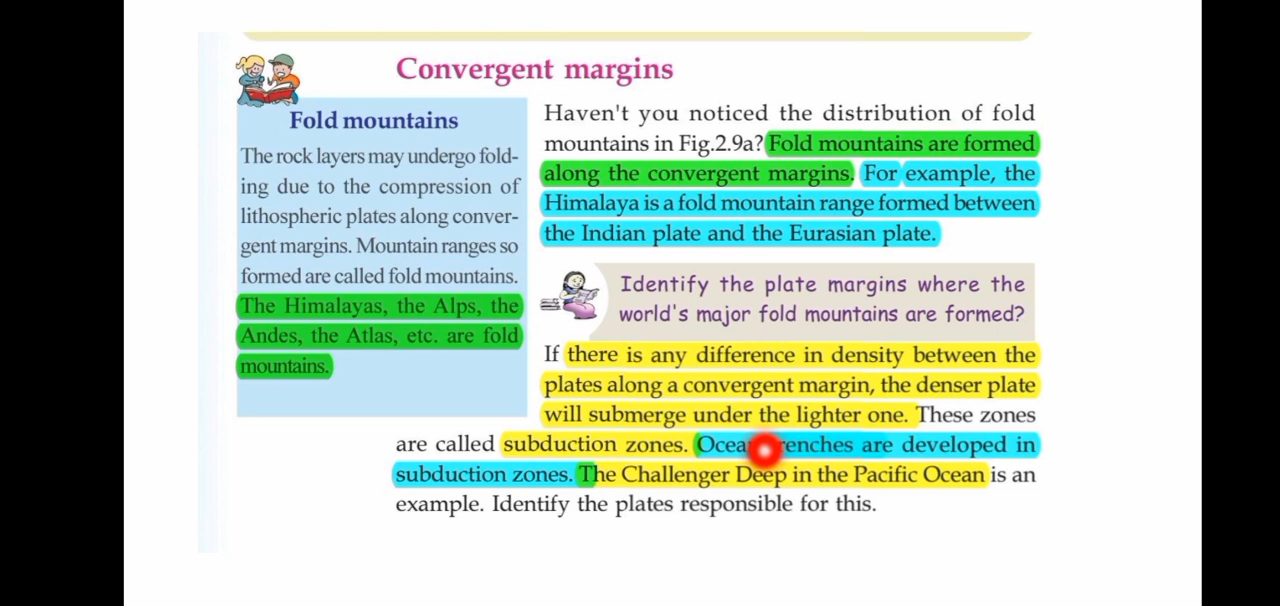 Convergent margins
Fold mountains
The rock layers may undergo fold-
ing due to the compression of
lithospheric plates along conver-
gent margins. Mountain ranges so
formed are called fold mountains.
The Himalayas, the Alps, the
Andes, the Atlas, etc. are fold
mountains.
Haven't you noticed the distribution of fold
mountains in Fig.2.9a? Fold mountains are formed
along the convergent margins. For example, the
Himalaya is a fold mountain range formed between
the Indian plate and the Eurasian plate.
Identify the plate margins where the
world's major fold mountains are formed?
If there is any difference in density between the
plates along a convergent margin, the denser plate
will submerge under the lighter one. These zones
are called subduction zones. Ocean trenches are developed in
subduction zones. The Challenger Deep in the Pacific Ocean is an
example. Identify the plates responsible for this.